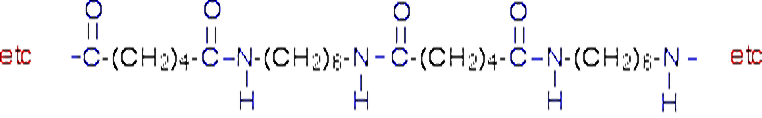 O O O O
etc -C-(CH₂)₄-C-N-(CH₂)₆-N-C-(CH₂)₄-C-N-(CH₂)₆-N- etc
H H H H